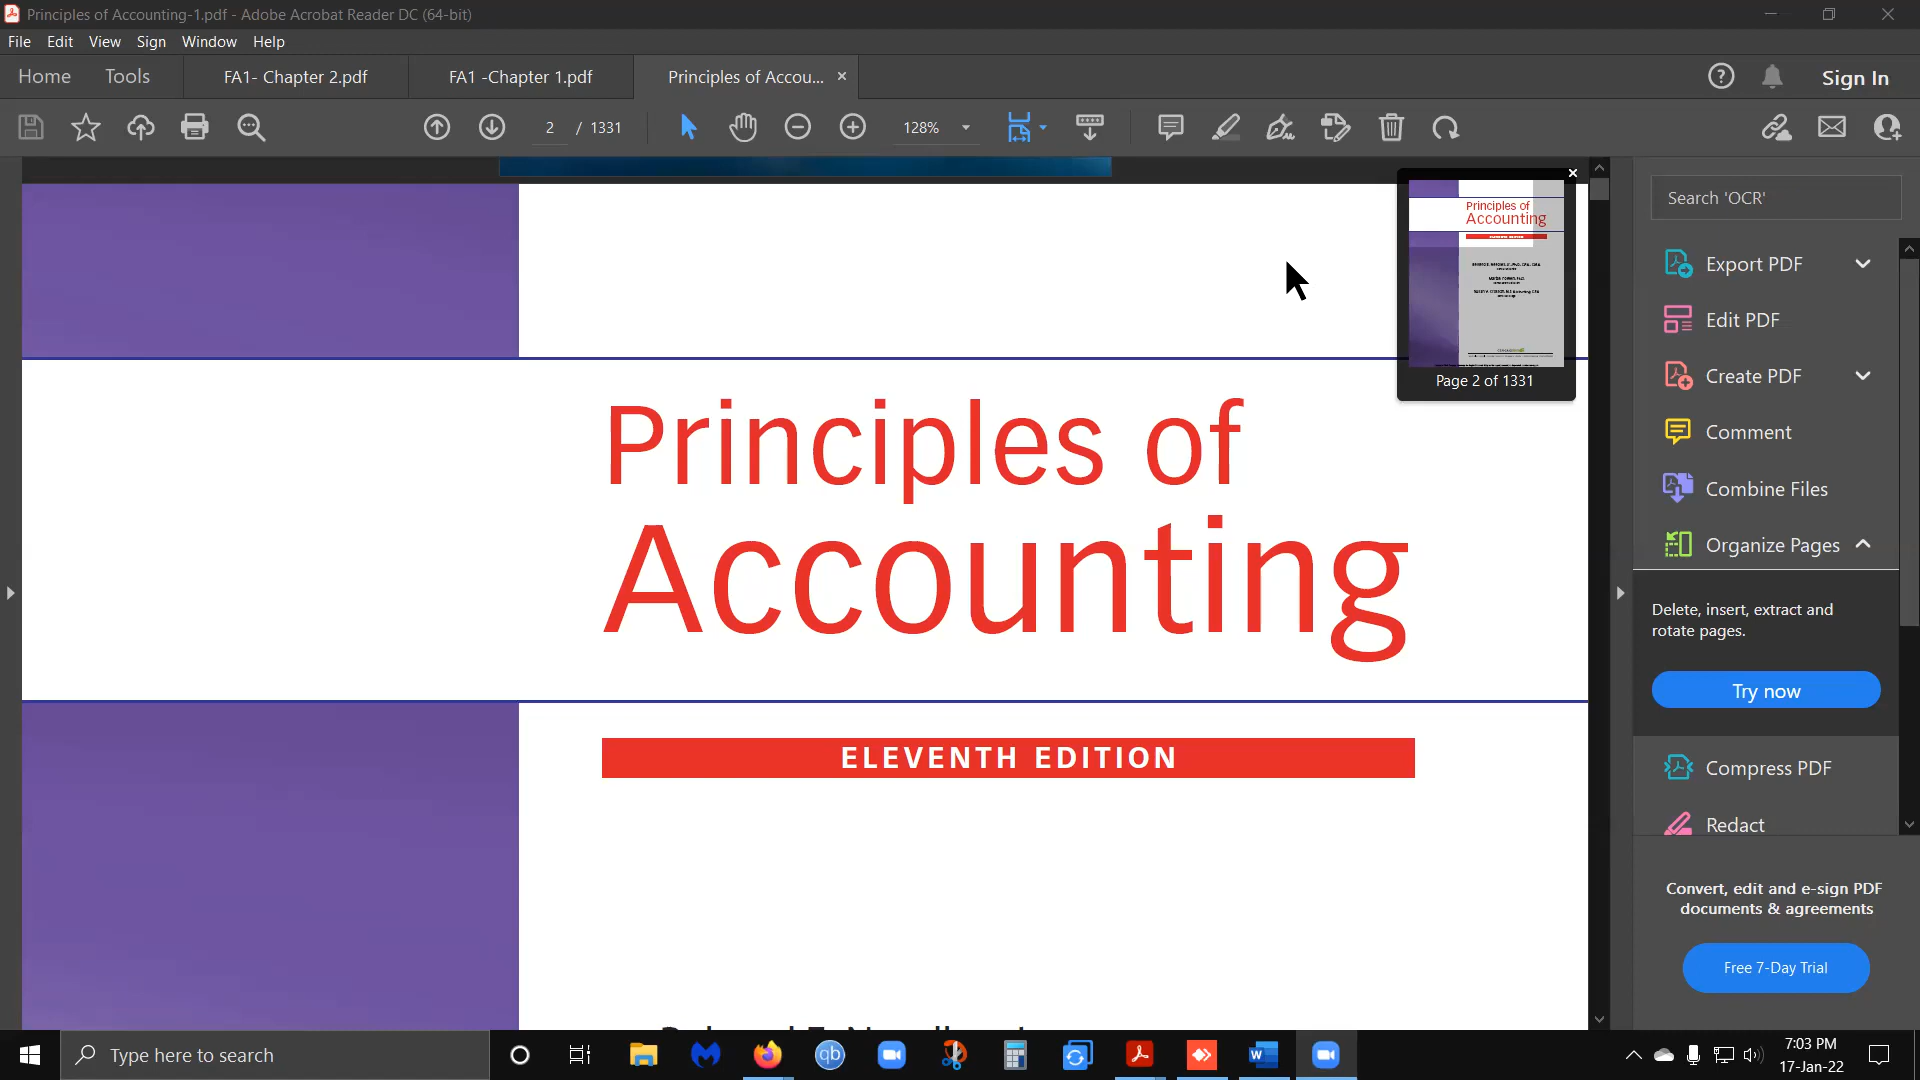 Principles of Accounting-1.pdf - Adobe Acrobat Reader DC (64-bit)
File Edit View Sign Window Help
Home Tools FA1- Chapter 2.pdf FA1 -Chapter 1.pdf Principles of Accou... ×
Sign In
2 / 1331 128%
Principles of
Accounting
Page 2 of 1331
Principles of
Accounting
ELEVENTH EDITION
Search 'OCR'
Export PDF
Edit PDF
Create PDF
Comment
Combine Files
Organize Pages
Delete, insert, extract and
rotate pages.
Try now
Compress PDF
Redact
Convert, edit and e-sign PDF
documents & agreements
Free 7-Day Trial
Type here to search
qb
W
7:03 PM
17-Jan-22